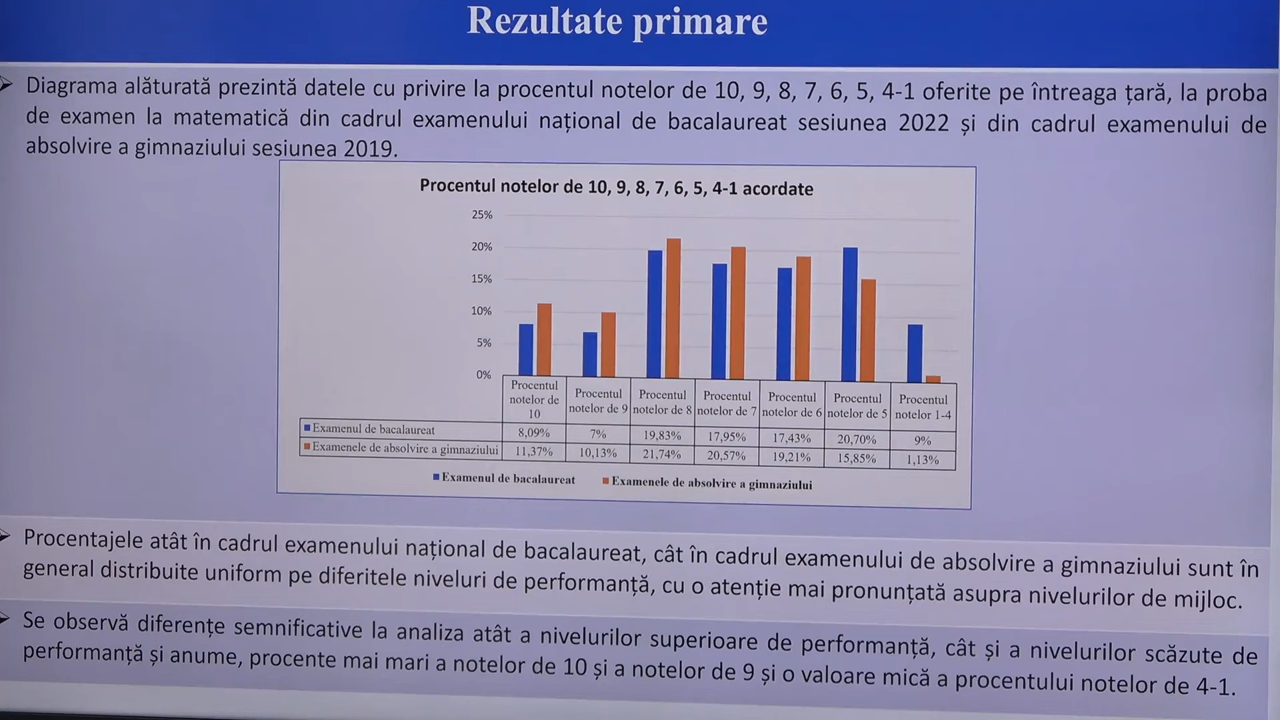 Rezultate primare
Diagrama alăturată prezintă datele cu privire la procentul notelor de 10, 9, 8, 7, 6, 5, 4-1 oferite pe întreaga țară, la proba
de examen la matematică din cadrul examenului național de bacalaureat sesiunea 2022 și din cadrul examenului de
absolvire a gimnaziului sesiunea 2019.
Procentul notelor de 10, 9, 8, 7, 6, 5, 4-1 acordate
25%
20%
15%
10%
5%
0%
Procentul notelor de 10
Procentul notelor de 9
Procentul notelor de 8
Procentul notelor de 7
Procentul notelor de 6
Procentul notelor de 5
Procentul notelor 1-4
Examenul de bacalaureat 8,09% 7% 19,83% 17,95% 17,43% 20,70% 9%
Examenele de absolvire a gimnaziului 11,37% 10,13% 21,74% 20,57% 19,21% 15,85% 1,13%
Examenul de bacalaureat Examenele de absolvire a gimnaziului
Procentajele atât în cadrul examenului național de bacalaureat, cât în cadrul examenului de absolvire a gimnaziului sunt în
general distribuite uniform pe diferitele niveluri de performanță, cu o atenție mai pronunțată asupra nivelurilor de mijloc.
Se observă diferențe semnificative la analiza atât a nivelurilor superioare de performanță, cât și a nivelurilor scăzute de
performanță și anume, procente mai mari a notelor de 10 și a notelor de 9 și o valoare mică a procentului notelor de 4-1.